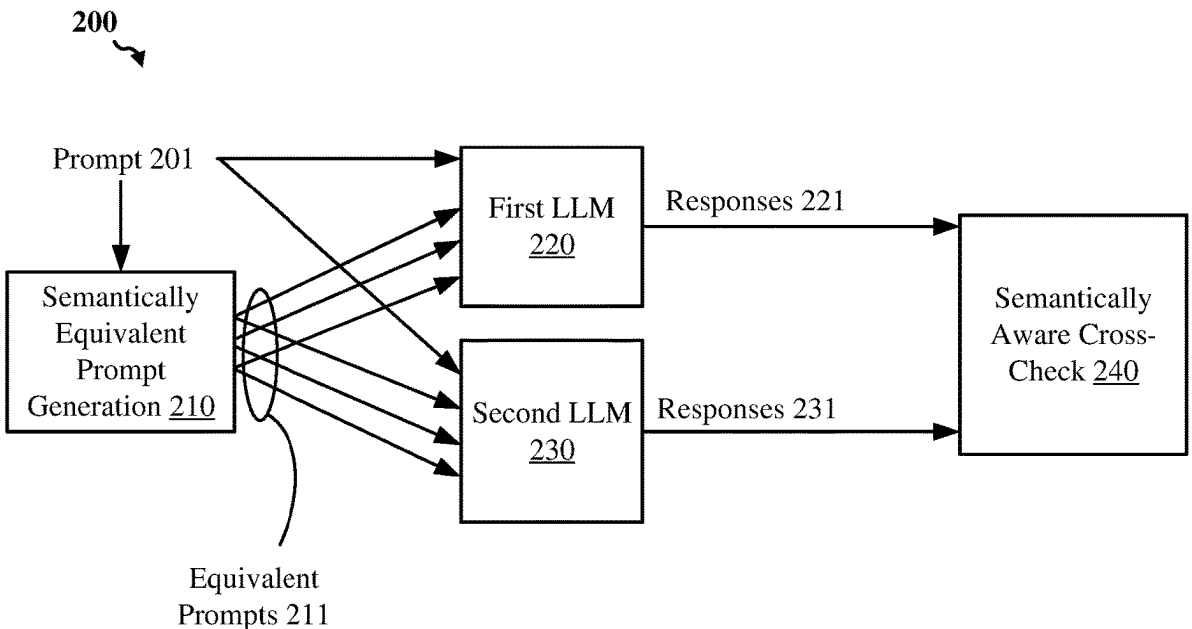 200
Prompt 201
Semantically
Equivalent
Prompt
Generation 210
First LLM
220
Responses 221
Second LLM
230
Responses 231
Semantically
Aware Cross-
Check 240
Equivalent
Prompts 211